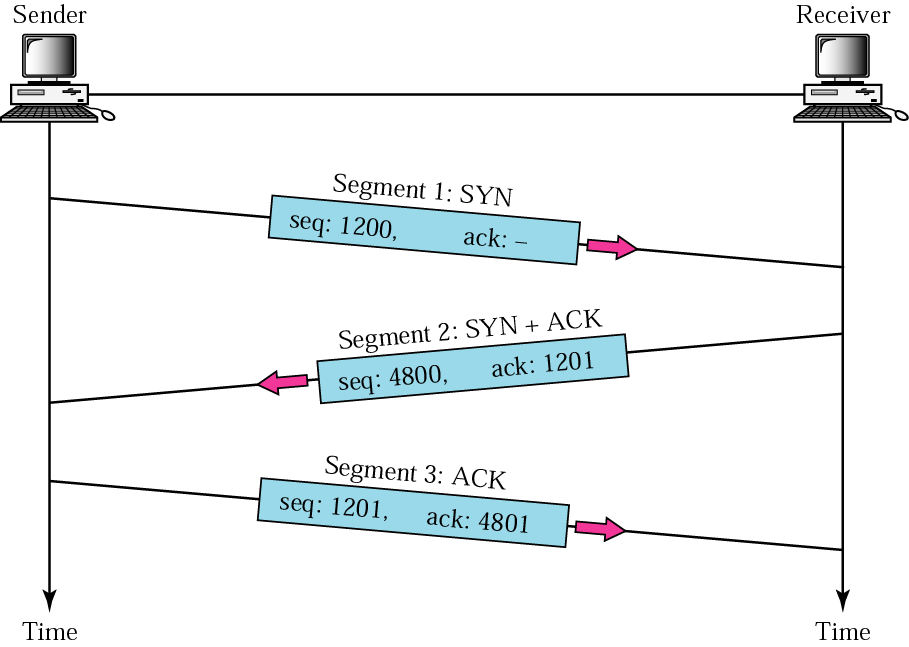 Sender
Receiver
Segment 1: SYN
seq: 1200, ack: –
Segment 2: SYN + ACK
seq: 4800, ack: 1201
Segment 3: ACK
seq: 1201, ack: 4801
Time
Time